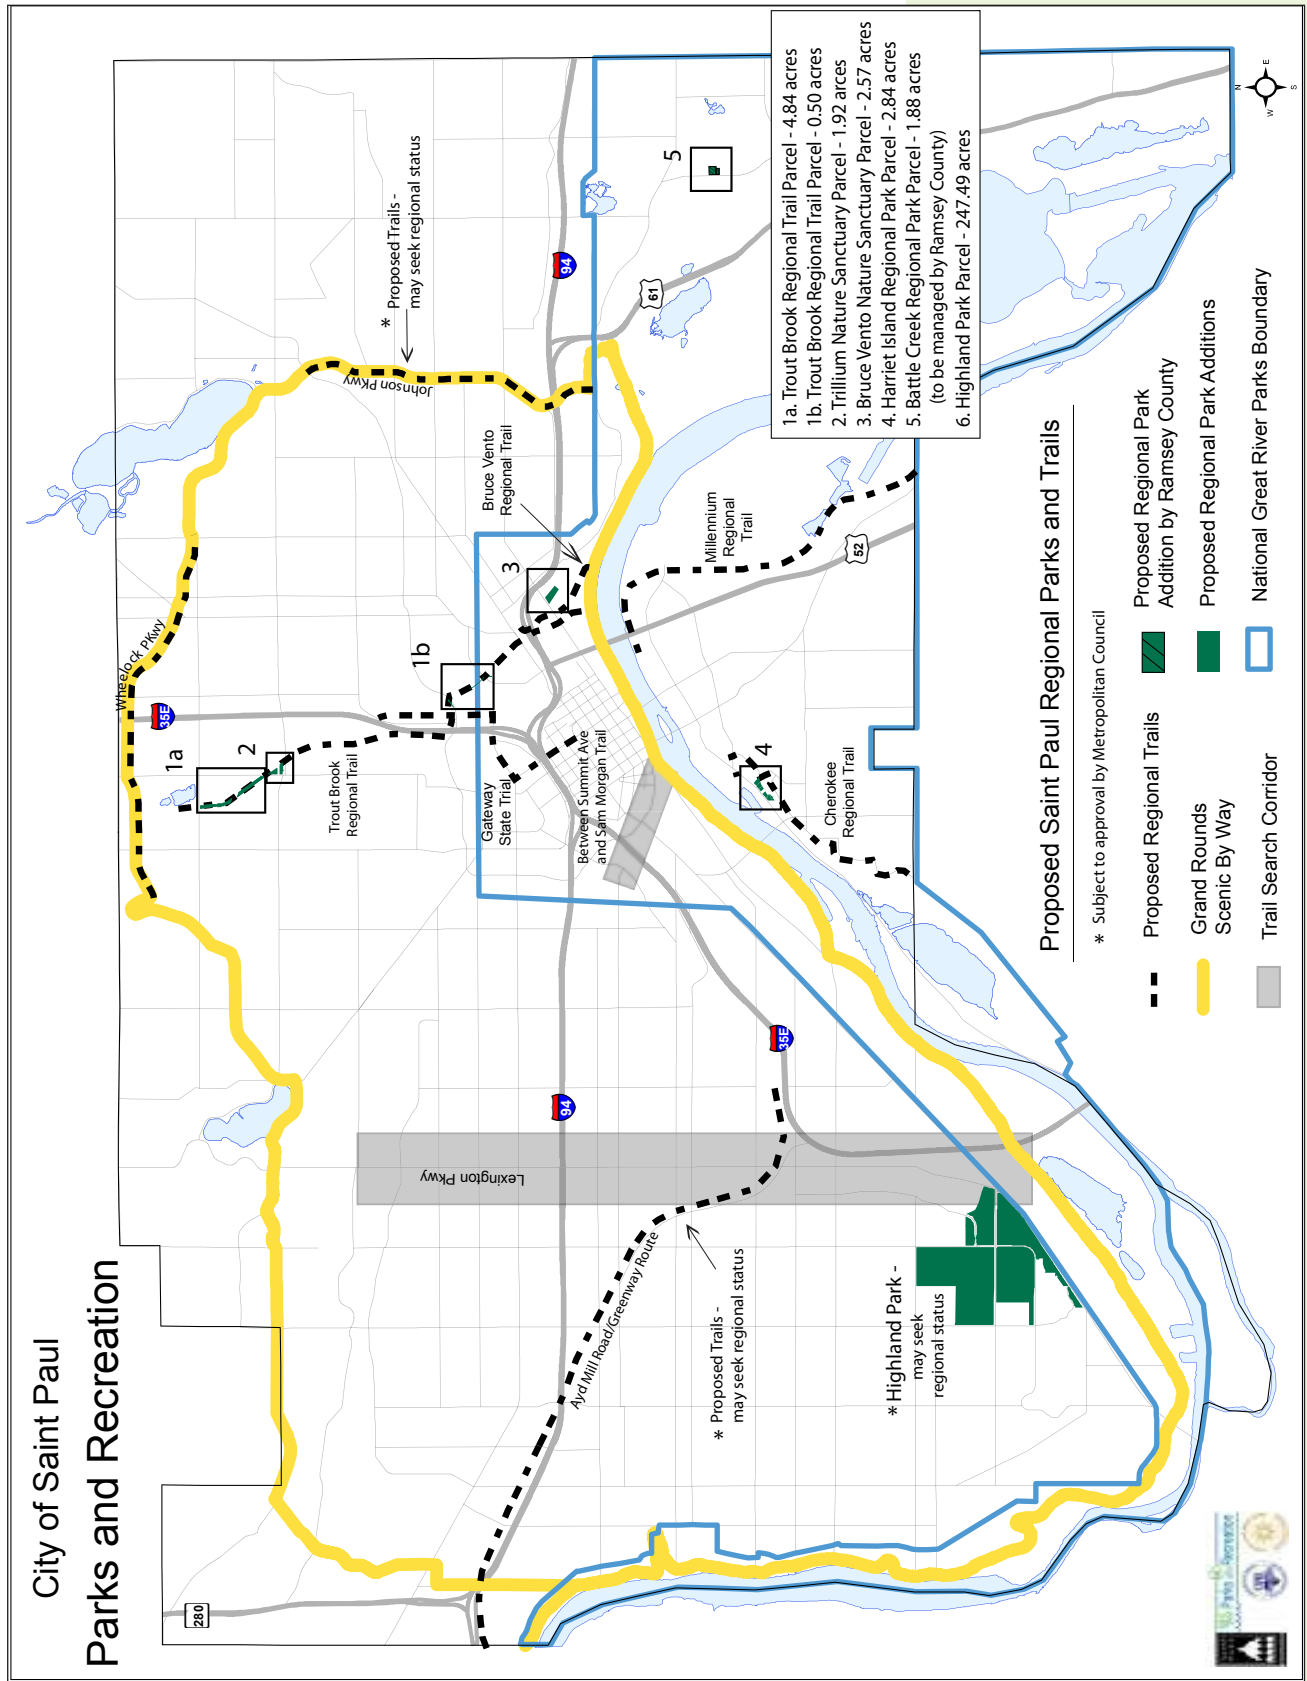 City of Saint Paul
Parks and Recreation
280
94
94
35E
35E
61
52
Wheelock PKwy
Johnson Pkwy
Lexington Pkwy
Ayd Mill Road/Greenway Route
* Proposed Trails -
may seek regional status
* Proposed Trails -
may seek regional status
* Highland Park -
may seek
regional status
1a
2
1b
3
4
5
Trout Brook
Regional Trail
Gateway
State Trial
Between Summit Ave
and Sam Morgan Trail
Bruce Vento
Regional Trail
Millennium
Regional
Trail
Cherokee
Regional Trail
1a. Trout Brook Regional Trail Parcel - 4.84 acres
1b. Trout Brook Regional Trail Parcel - 0.50 acres
2. Trillium Nature Sanctuary Parcel - 1.92 arces
3. Bruce Vento Nature Sanctuary Parcel - 2.57 acres
4. Harriet Island Regional Park Parcel - 2.84 acres
5. Battle Creek Regional Park Parcel - 1.88 acres
(to be managed by Ramsey County)
6. Highland Park Parcel - 247.49 acres
Proposed Saint Paul Regional Parks and Trails
* Subject to approval by Metropolitan Council
Proposed Regional Trails
Grand Rounds
Scenic By Way
Trail Search Corridor
Proposed Regional Park
Addition by Ramsey County
Proposed Regional Park Additions
National Great River Parks Boundary
N
E
S
W